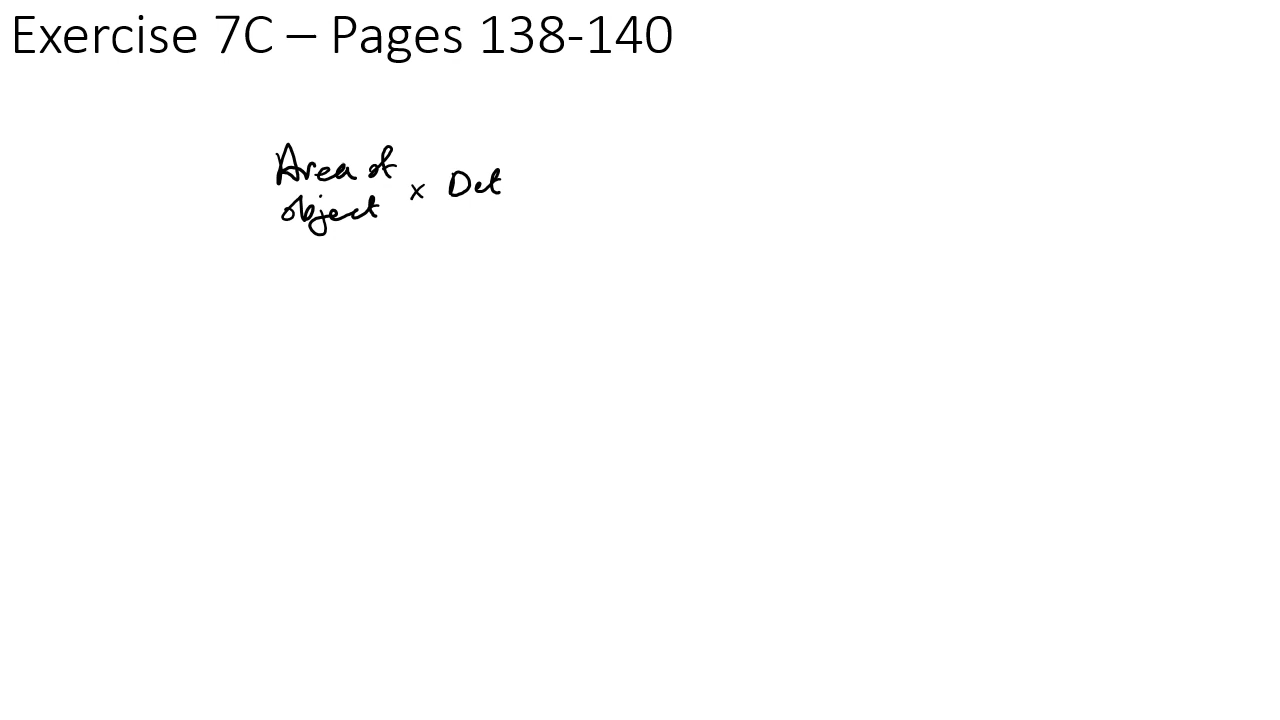 Exercise 7C – Pages 138-140
Area of
object × Det